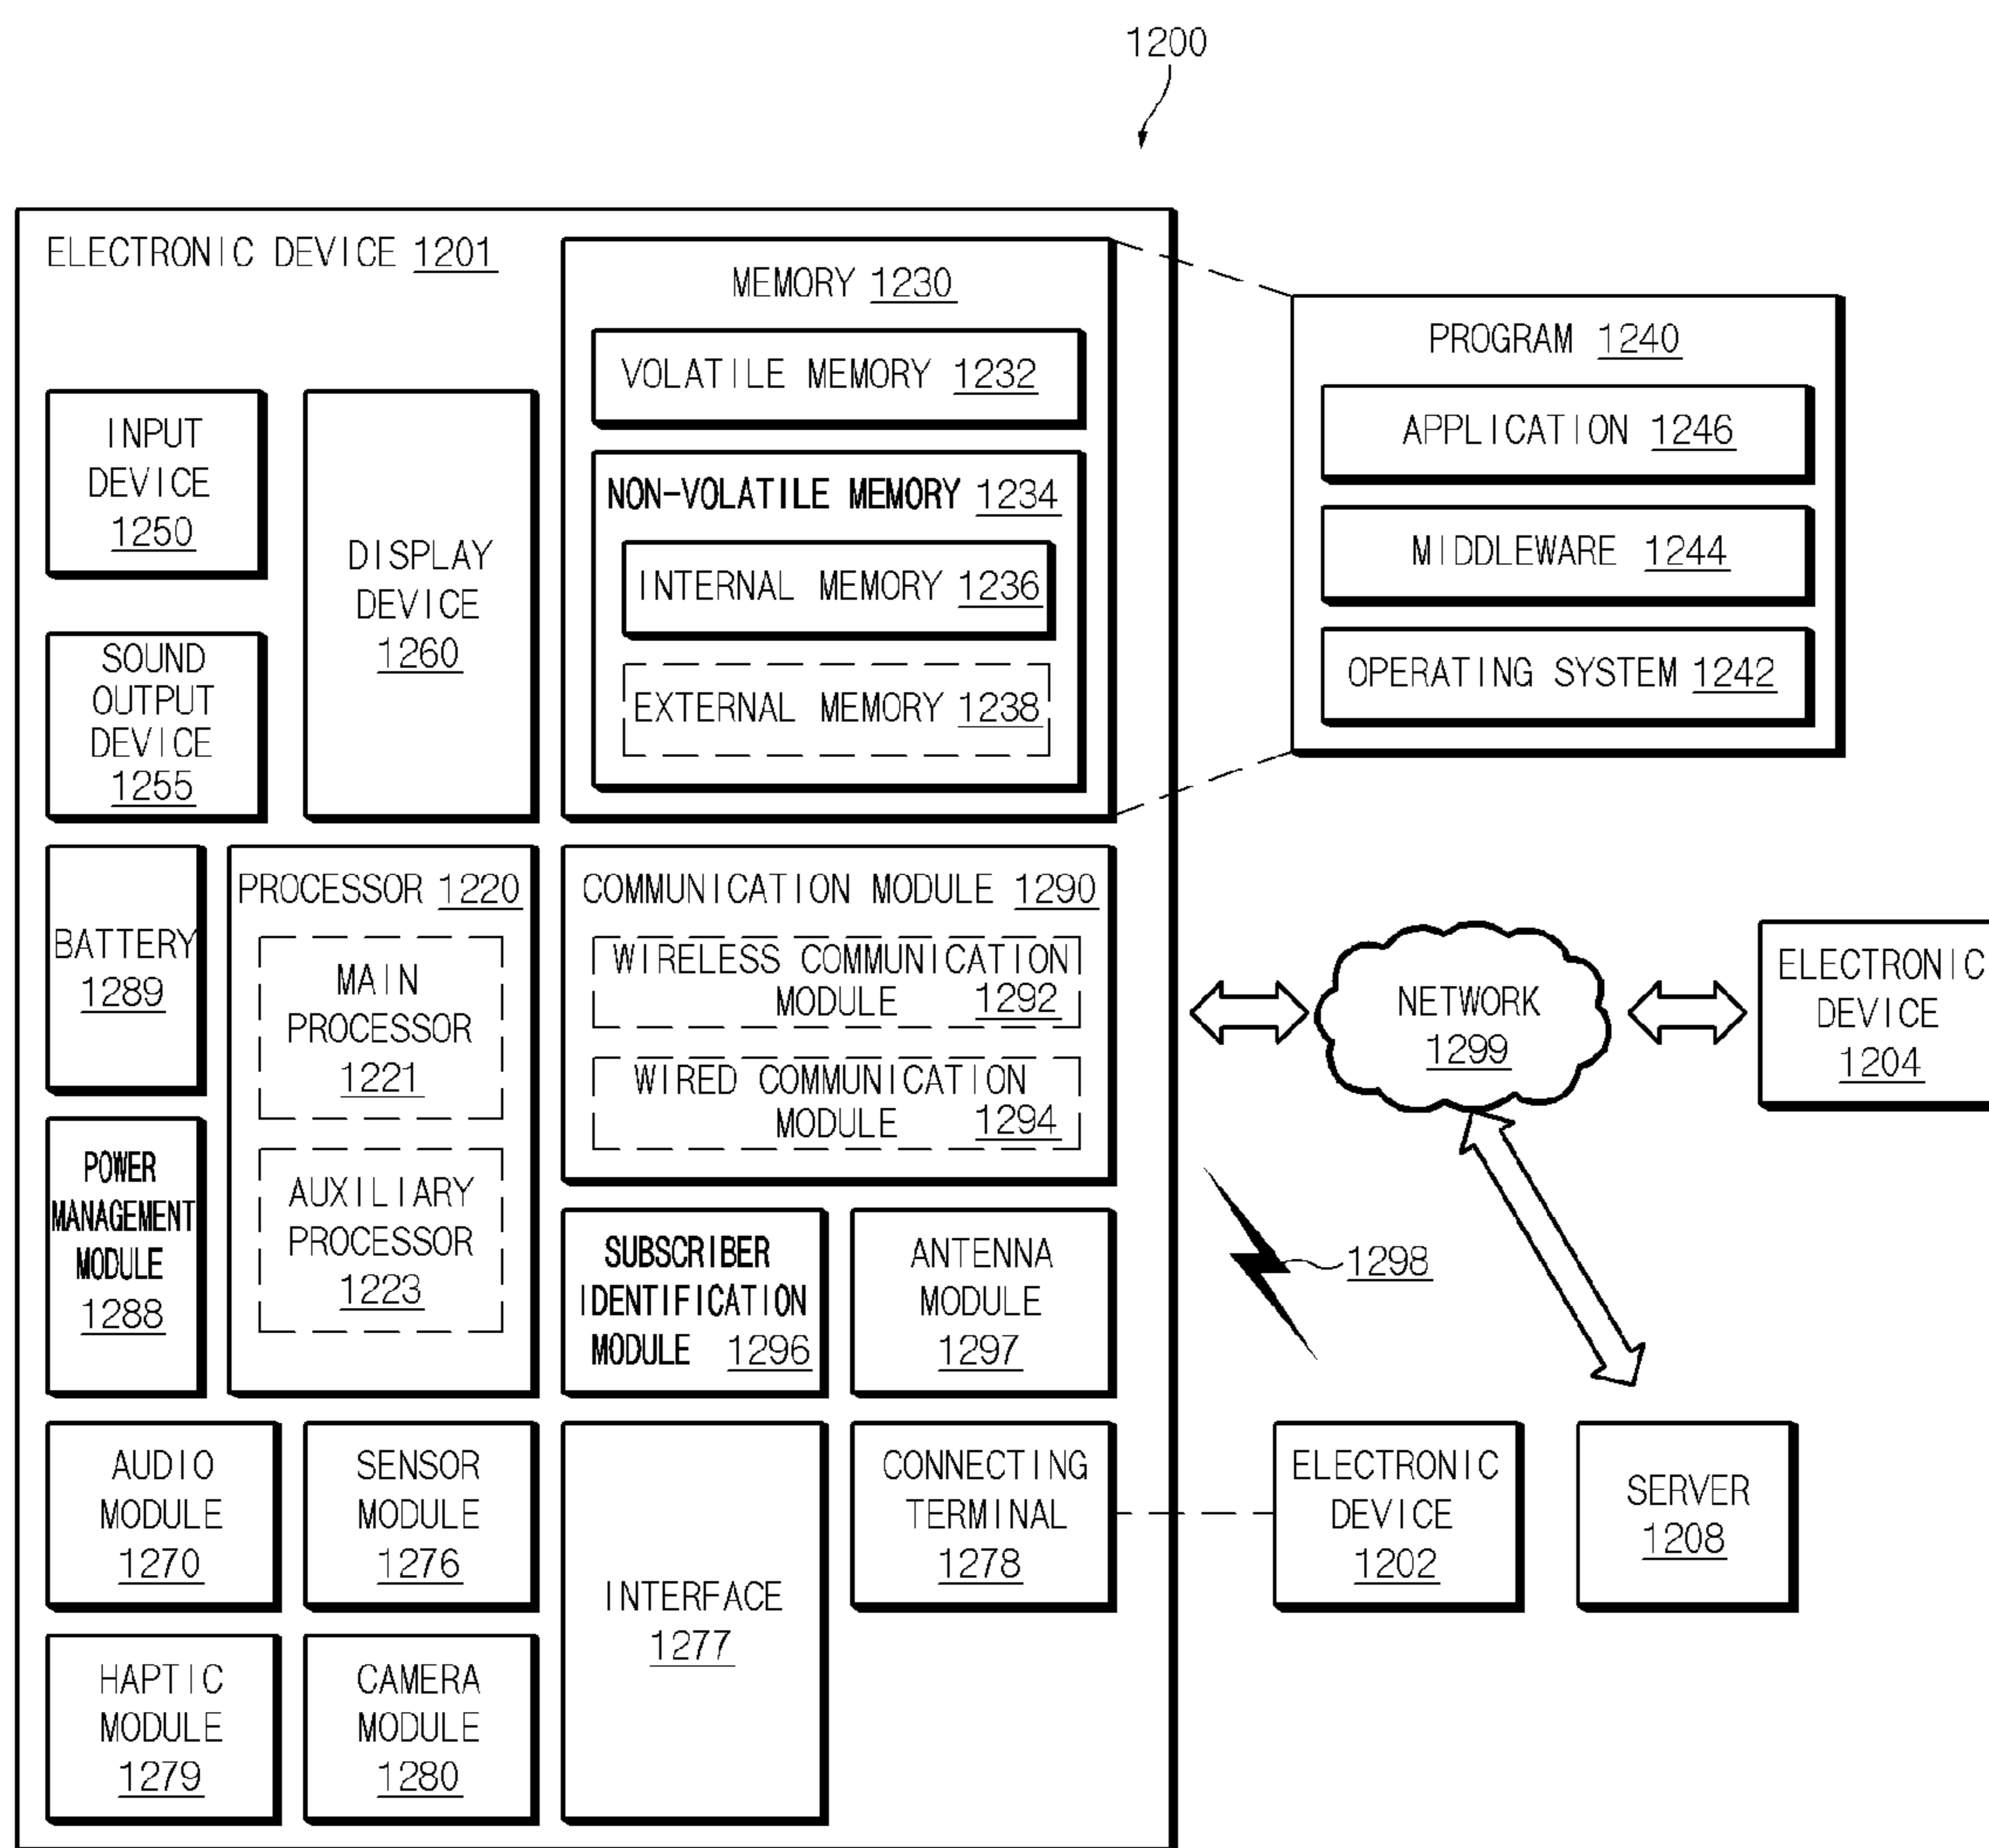 1200
ELECTRONIC DEVICE 1201
MEMORY 1230
VOLATILE MEMORY 1232
NON-VOLATILE MEMORY 1234
INTERNAL MEMORY 1236
EXTERNAL MEMORY 1238
PROGRAM 1240
APPLICATION 1246
MIDDLEWARE 1244
OPERATING SYSTEM 1242
INPUT
DEVICE
1250
DISPLAY
DEVICE
1260
SOUND
OUTPUT
DEVICE
1255
BATTERY
1289
PROCESSOR 1220
MAIN
PROCESSOR
1221
AUXILIARY
PROCESSOR
1223
COMMUNICATION MODULE 1290
WIRELESS COMMUNICATION
MODULE 1292
WIRED COMMUNICATION
MODULE 1294
NETWORK
1299
ELECTRONIC
DEVICE
1204
POWER
MANAGEMENT
MODULE
1288
SUBSCRIBER
IDENTIFICATION
MODULE 1296
ANTENNA
MODULE
1297
1298
AUDIO
MODULE
1270
SENSOR
MODULE
1276
INTERFACE
1277
CONNECTING
TERMINAL
1278
ELECTRONIC
DEVICE
1202
SERVER
1208
HAPTIC
MODULE
1279
CAMERA
MODULE
1280